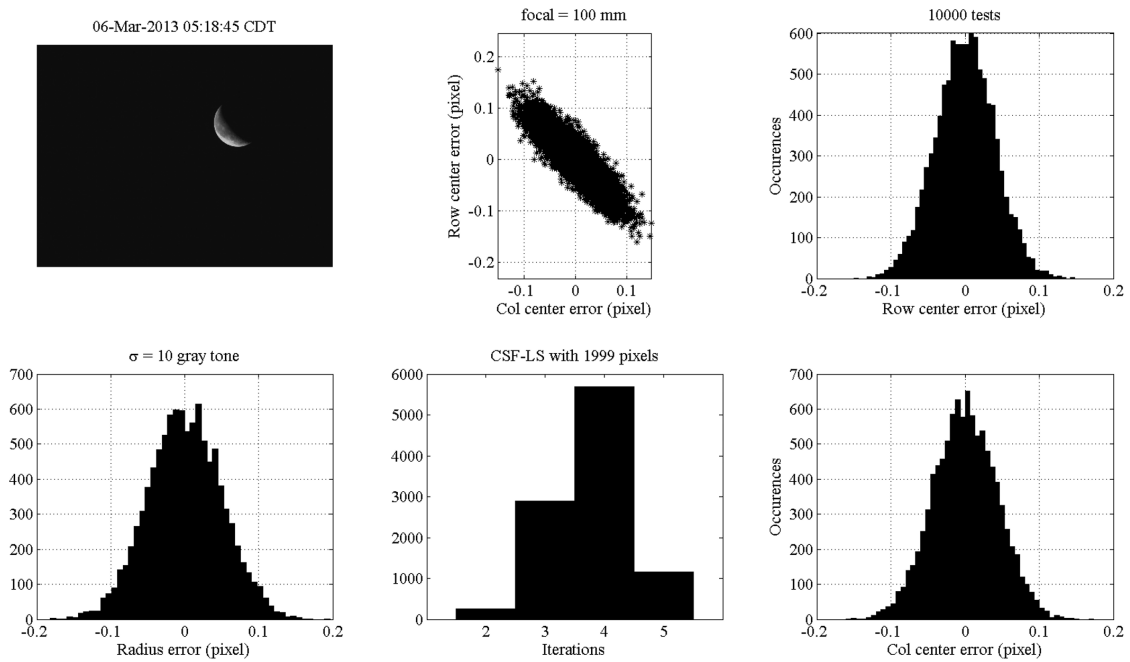 06-Mar-2013 05:18:45 CDT
focal = 100 mm
0.2
0.1
0
-0.1
-0.2
Row center error (pixel)
-0.1 0 0.1
Col center error (pixel)
10000 tests
600
500
400
300
200
100
0
Occurences
-0.2 -0.1 0 0.1 0.2
Row center error (pixel)
σ = 10 gray tone
700
600
500
400
300
200
100
0
-0.2 -0.1 0 0.1 0.2
Radius error (pixel)
CSF-LS with 1999 pixels
6000
5000
4000
3000
2000
1000
0
2 3 4 5
Iterations
700
600
500
400
300
200
100
0
Occurences
-0.2 -0.1 0 0.1 0.2
Col center error (pixel)